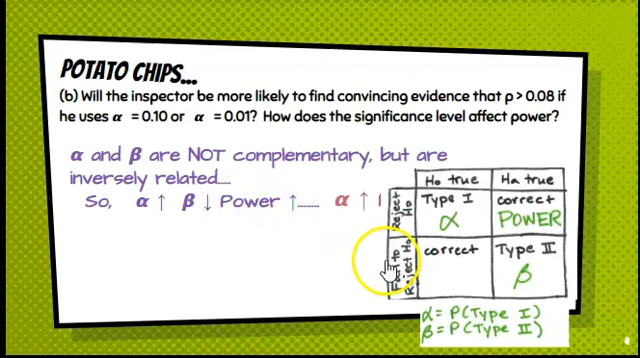 POTATO CHIPS...
(b) Will the inspector be more likely to find convincing evidence that p > 0.08 if
he uses α = 0.10 or α = 0.01? How does the significance level affect power?
α and β are NOT complementary, but are
inversely related.....
So, α ↑ β ↓ Power ↑....... α ↑
Ho true Ha true
Reject Ho
Type I correct
α POWER
Reject Ho
correct Type II
β
α = P(Type I)
β = P(Type II)